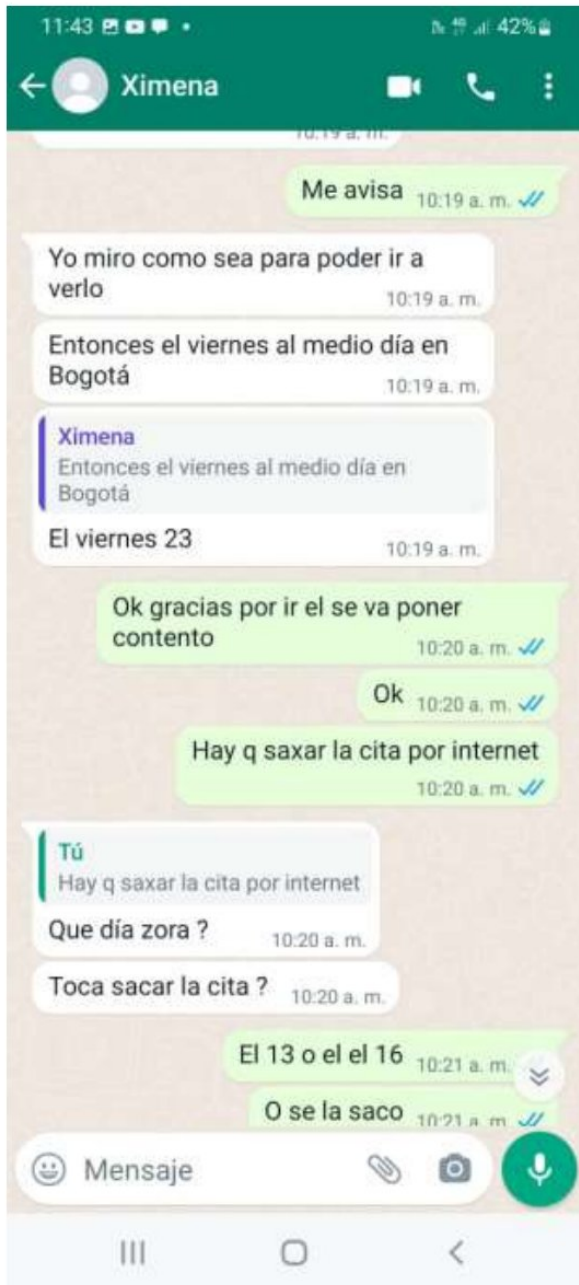 11:43
42%
Ximena
10:19 a. m.
Me avisa 10:19 a. m.
Yo miro como sea para poder ir a
verlo 10:19 a. m.
Entonces el viernes al medio día en
Bogotá 10:19 a. m.
Ximena
Entonces el viernes al medio día en
Bogotá
El viernes 23 10:19 a. m.
Ok gracias por ir el se va poner
contento 10:20 a. m.
Ok 10:20 a. m.
Hay q saxar la cita por internet
10:20 a. m.
Tú
Hay q saxar la cita por internet
Que día zora ? 10:20 a. m.
Toca sacar la cita ? 10:20 a. m.
El 13 o el el 16 10:21 a. m.
O se la saco 10:21 a. m.
Mensaje